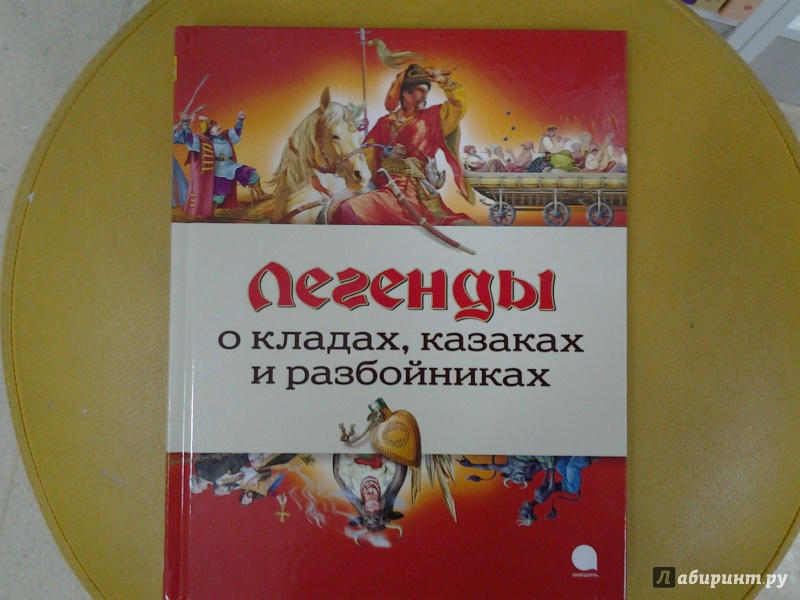 Легенды
о кладах, казаках
и разбойниках
Лабиринт.ру